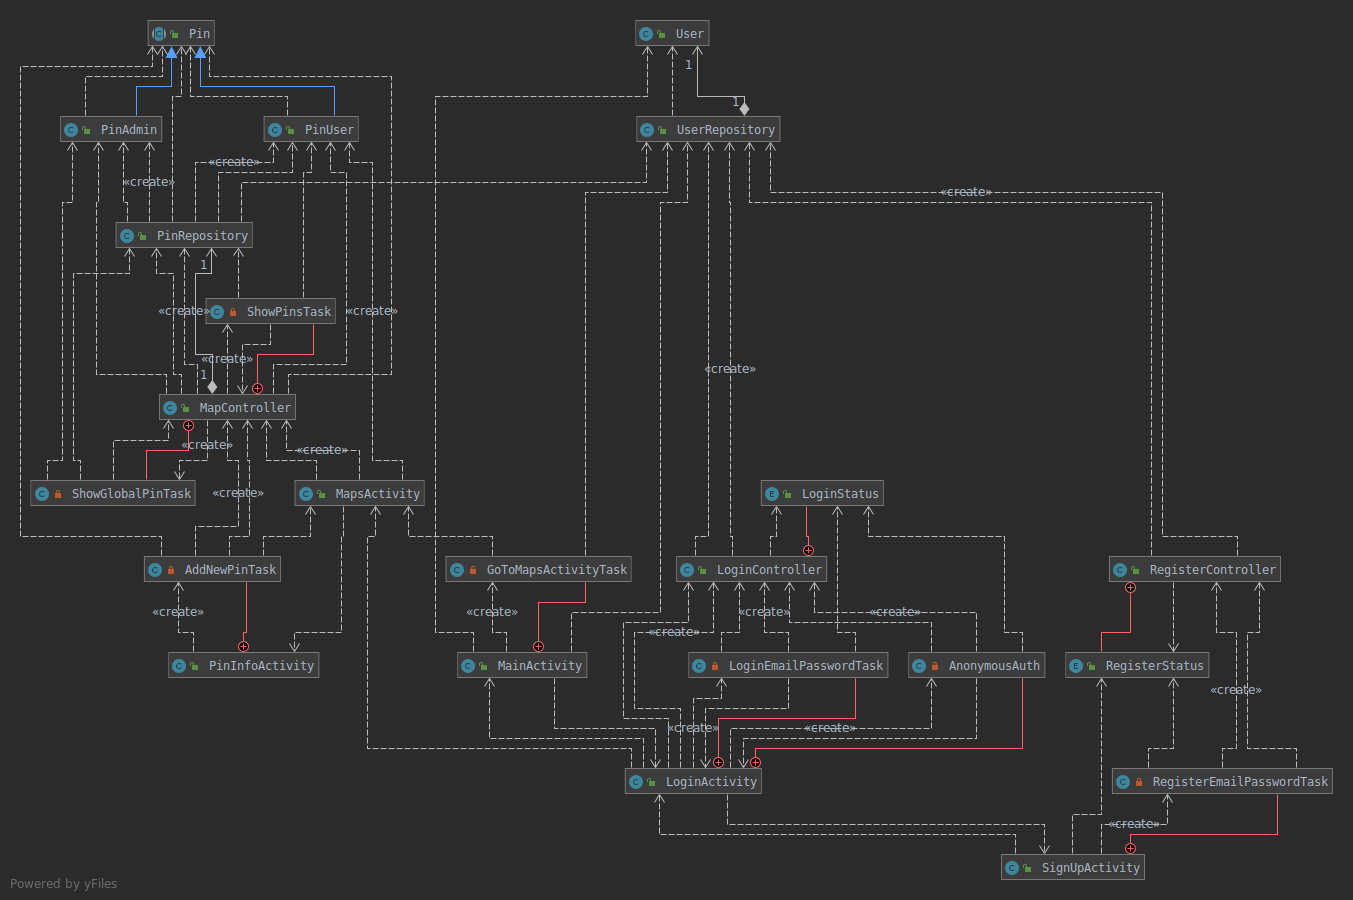 Pin
User
1
1
PinAdmin
PinUser
UserRepository
«create»
«create»
«create»
PinRepository
1
«create»
ShowPinsTask
«create»
«create»
«create»
1
MapController
«create»
«create»
ShowGlobalPinTask
«create»
MapsActivity
LoginStatus
AddNewPinTask
GoToMapsActivityTask
LoginController
RegisterController
«create»
«create»
«create»
«create»
«create»
PinInfoActivity
MainActivity
LoginEmailPasswordTask
AnonymousAuth
RegisterStatus
«create»
«create»
«create»
LoginActivity
RegisterEmailPasswordTask
«create»
SignUpActivity
Powered by yFiles